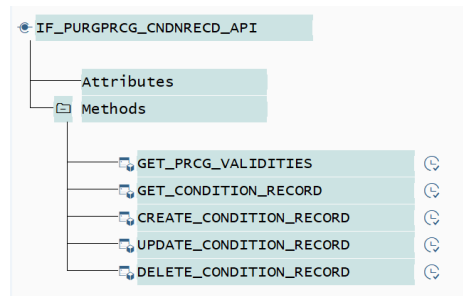 IF_PURGPRCG_CNDNRECD_API
Attributes
Methods
GET_PRCG_VALIDITIES
GET_CONDITION_RECORD
CREATE_CONDITION_RECORD
UPDATE_CONDITION_RECORD
DELETE_CONDITION_RECORD